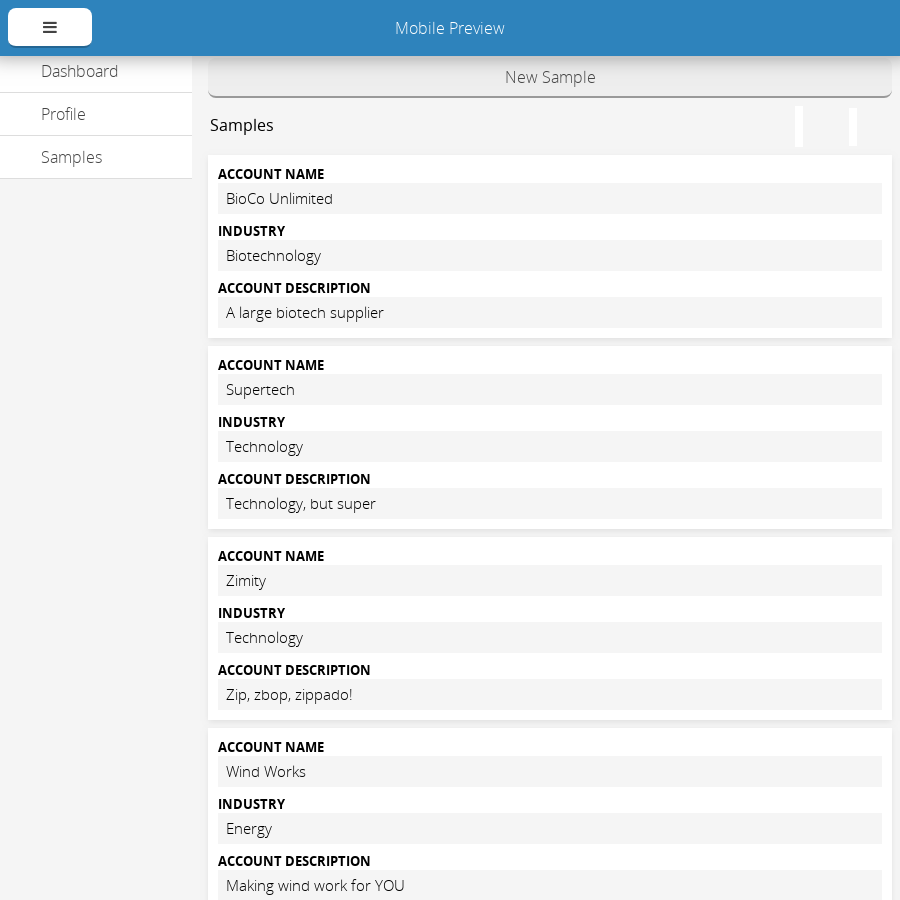 Mobile Preview
Dashboard
Profile
Samples
New Sample
Samples
ACCOUNT NAME
BioCo Unlimited
INDUSTRY
Biotechnology
ACCOUNT DESCRIPTION
A large biotech supplier
ACCOUNT NAME
Supertech
INDUSTRY
Technology
ACCOUNT DESCRIPTION
Technology, but super
ACCOUNT NAME
Zimity
INDUSTRY
Technology
ACCOUNT DESCRIPTION
Zip, zbop, zippado!
ACCOUNT NAME
Wind Works
INDUSTRY
Energy
ACCOUNT DESCRIPTION
Making wind work for YOU